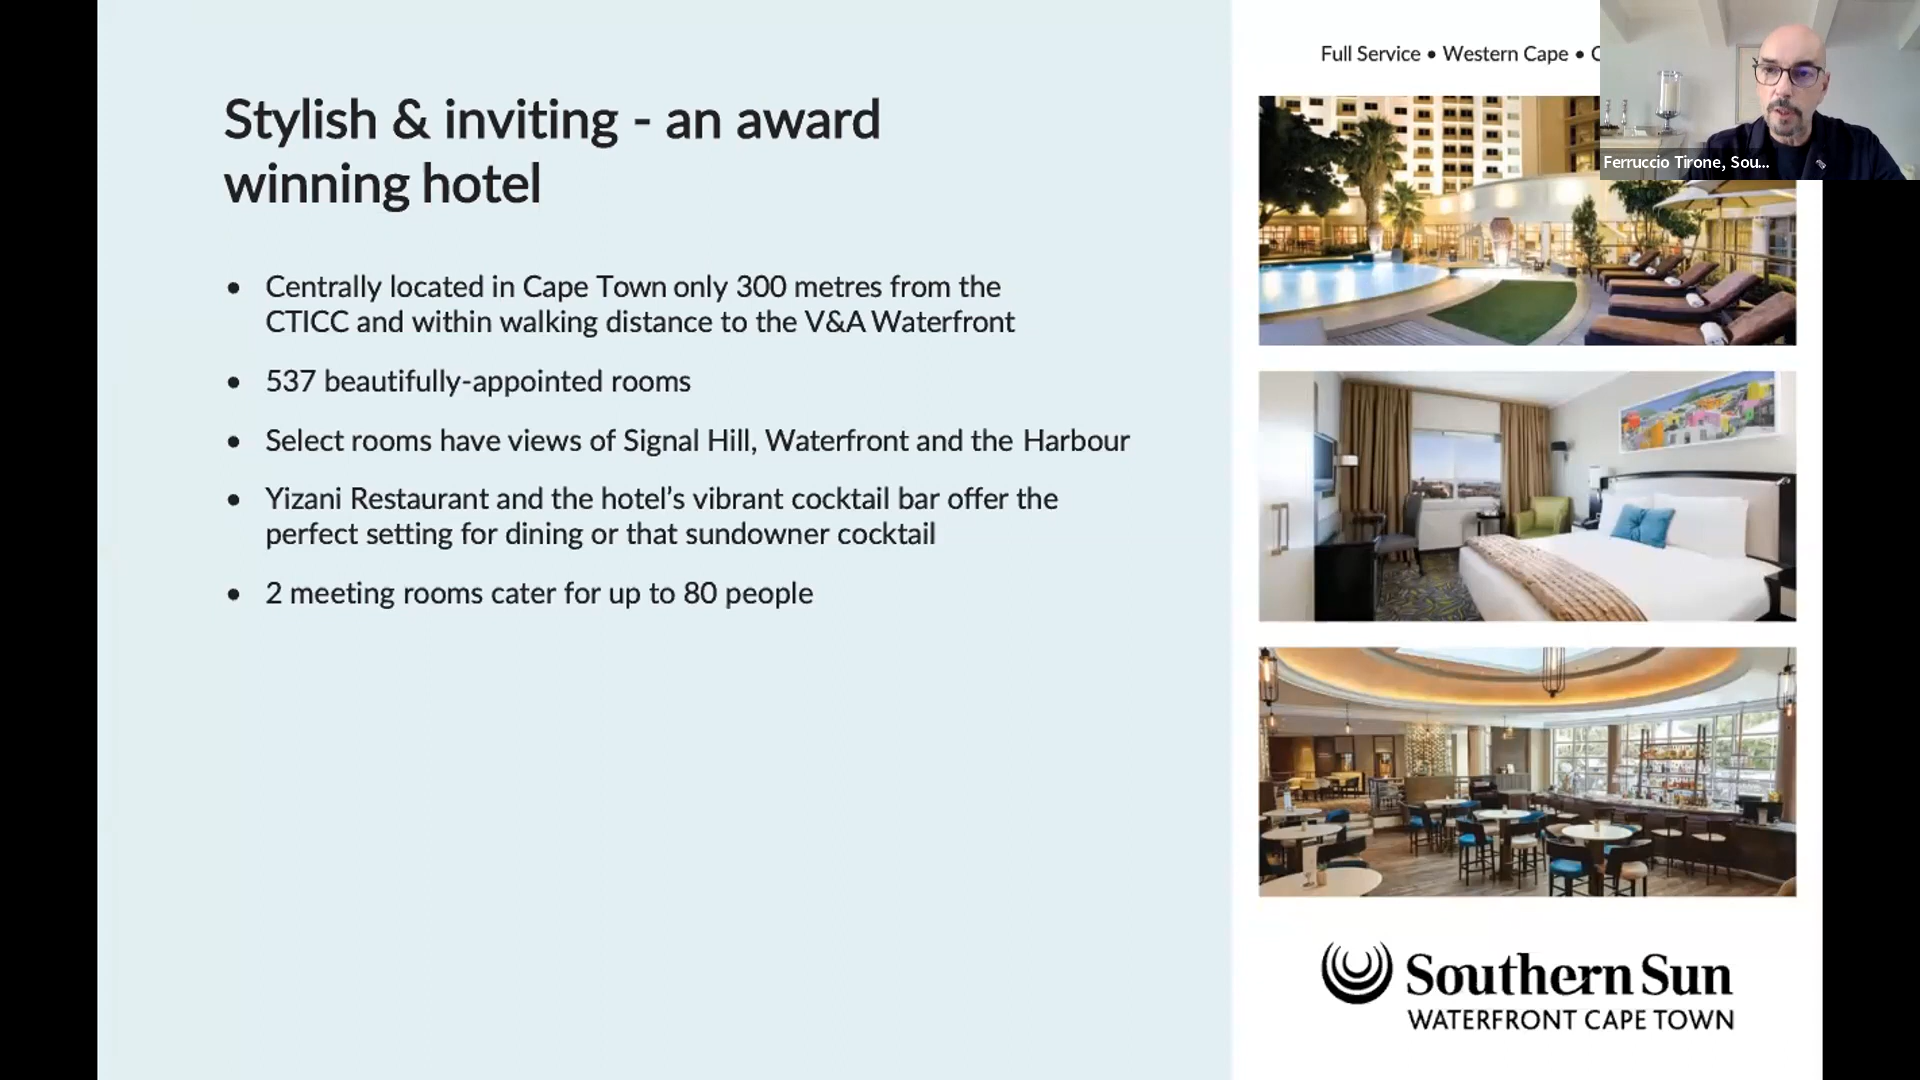 Full Service • Western Cape •
Ferruccio Tirone, Sou...
Stylish & inviting - an award
winning hotel
• Centrally located in Cape Town only 300 metres from the
CTICC and within walking distance to the V&A Waterfront
• 537 beautifully-appointed rooms
• Select rooms have views of Signal Hill, Waterfront and the Harbour
• Yizani Restaurant and the hotel’s vibrant cocktail bar offer the
perfect setting for dining or that sundowner cocktail
• 2 meeting rooms cater for up to 80 people
Southern Sun
WATERFRONT CAPE TOWN